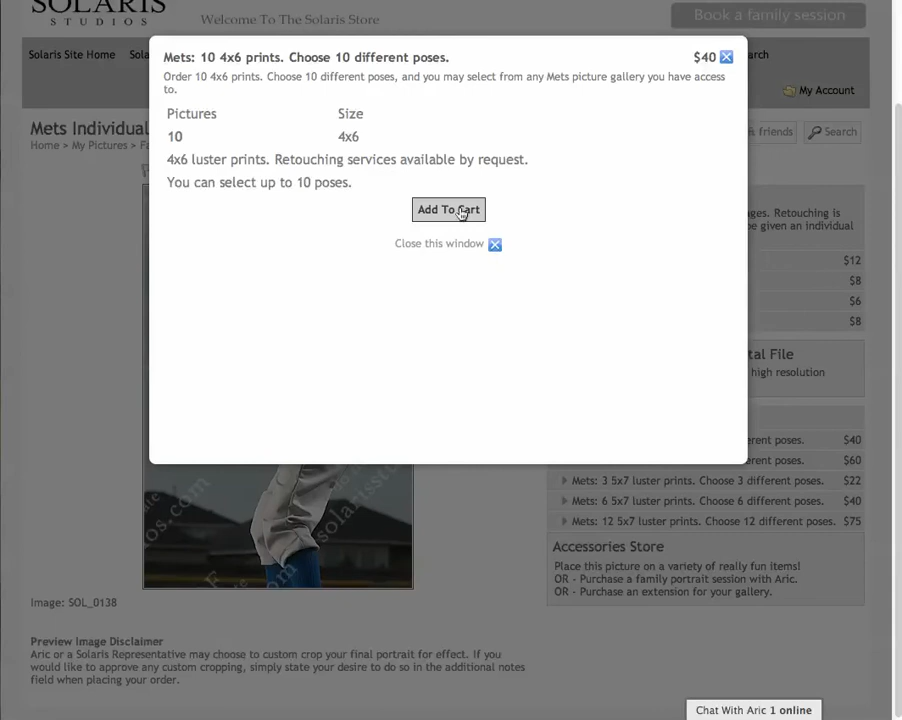 SOLARIS
STUDIOS
Welcome To The Solaris Store
Book a family session
Solaris Site Home
My Account
Mets: 10 4x6 prints. Choose 10 different poses.
$40
Order 10 4x6 prints. Choose 10 different poses, and you may select from any Mets picture gallery you have access
to.
Pictures
Size
10
4x6
4x6 luster prints. Retouching services available by request.
You can select up to 10 poses.
Add To Cart
Close this window
Mets Individual
Home > My Pictures >
friends
Search
ges. Retouching is
be given an individual
$12
$8
$6
$8
tal File
high resolution
erent poses. $40
erent poses. $60
Mets: 3 5x7 luster prints. Choose 3 different poses. $22
Mets: 6 5x7 luster prints. Choose 6 different poses. $40
Mets: 12 5x7 luster prints. Choose 12 different poses. $75
Accessories Store
Place this picture on a variety of really fun items!
OR - Purchase a family portrait session with Aric.
OR - Purchase an extension for your gallery.
Image: SOL_0138
Preview Image Disclaimer
Aric or a Solaris Representative may choose to custom crop your final portrait for effect. If you
would like to approve any custom cropping, simply state your desire to do so in the additional notes
field when placing your order.
Chat With Aric 1 online